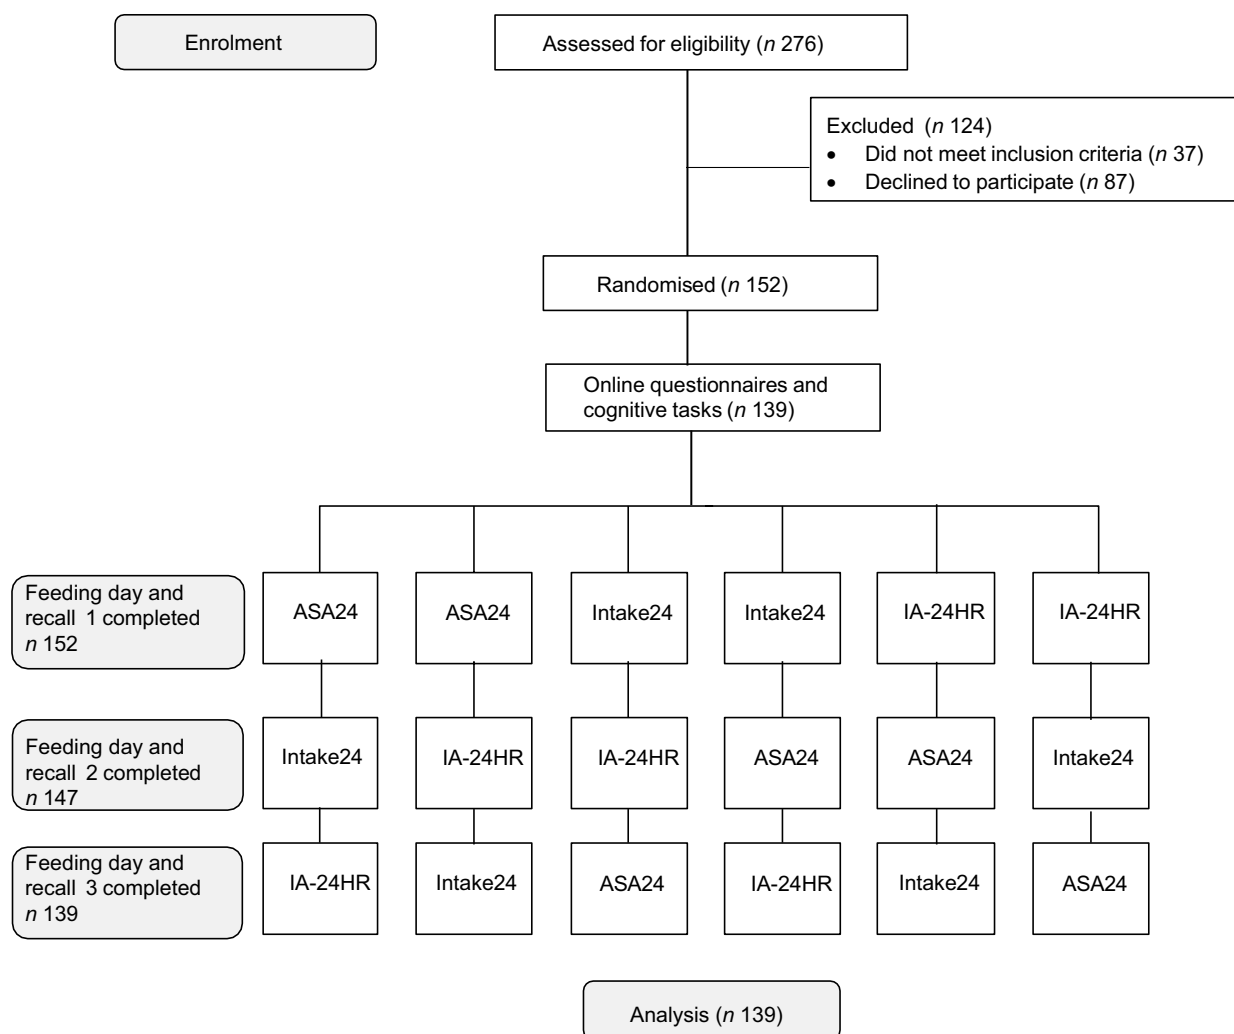 Enrolment
Assessed for eligibility (n 276)
Excluded (n 124)
• Did not meet inclusion criteria (n 37)
• Declined to participate (n 87)
Randomised (n 152)
Online questionnaires and
cognitive tasks (n 139)
Feeding day and
recall 1 completed
n 152
ASA24
ASA24
Intake24
Intake24
IA-24HR
IA-24HR
Feeding day and
recall 2 completed
n 147
Intake24
IA-24HR
IA-24HR
ASA24
ASA24
Intake24
Feeding day and
recall 3 completed
n 139
IA-24HR
Intake24
ASA24
IA-24HR
Intake24
ASA24
Analysis (n 139)